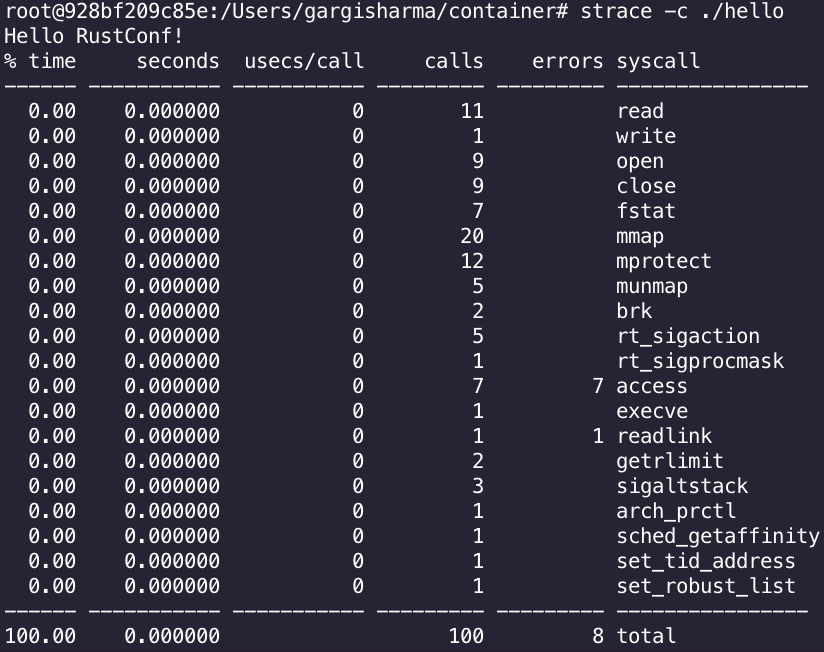 root@928bf209c85e:/Users/gargisharma/container# strace -c ./hello
Hello RustConf!
% time     seconds  usecs/call     calls    errors syscall
------ ----------- ----------- --------- --------- ----------------
  0.00    0.000000           0        11           read
  0.00    0.000000           0         1           write
  0.00    0.000000           0         9           open
  0.00    0.000000           0         9           close
  0.00    0.000000           0         7           fstat
  0.00    0.000000           0        20           mmap
  0.00    0.000000           0        12           mprotect
  0.00    0.000000           0         5           munmap
  0.00    0.000000           0         2           brk
  0.00    0.000000           0         5           rt_sigaction
  0.00    0.000000           0         1           rt_sigprocmask
  0.00    0.000000           0         7         7 access
  0.00    0.000000           0         1           execve
  0.00    0.000000           0         1         1 readlink
  0.00    0.000000           0         2           getrlimit
  0.00    0.000000           0         3           sigaltstack
  0.00    0.000000           0         1           arch_prctl
  0.00    0.000000           0         1           sched_getaffinity
  0.00    0.000000           0         1           set_tid_address
  0.00    0.000000           0         1           set_robust_list
------ ----------- ----------- --------- --------- ----------------
100.00    0.000000                   100         8 total